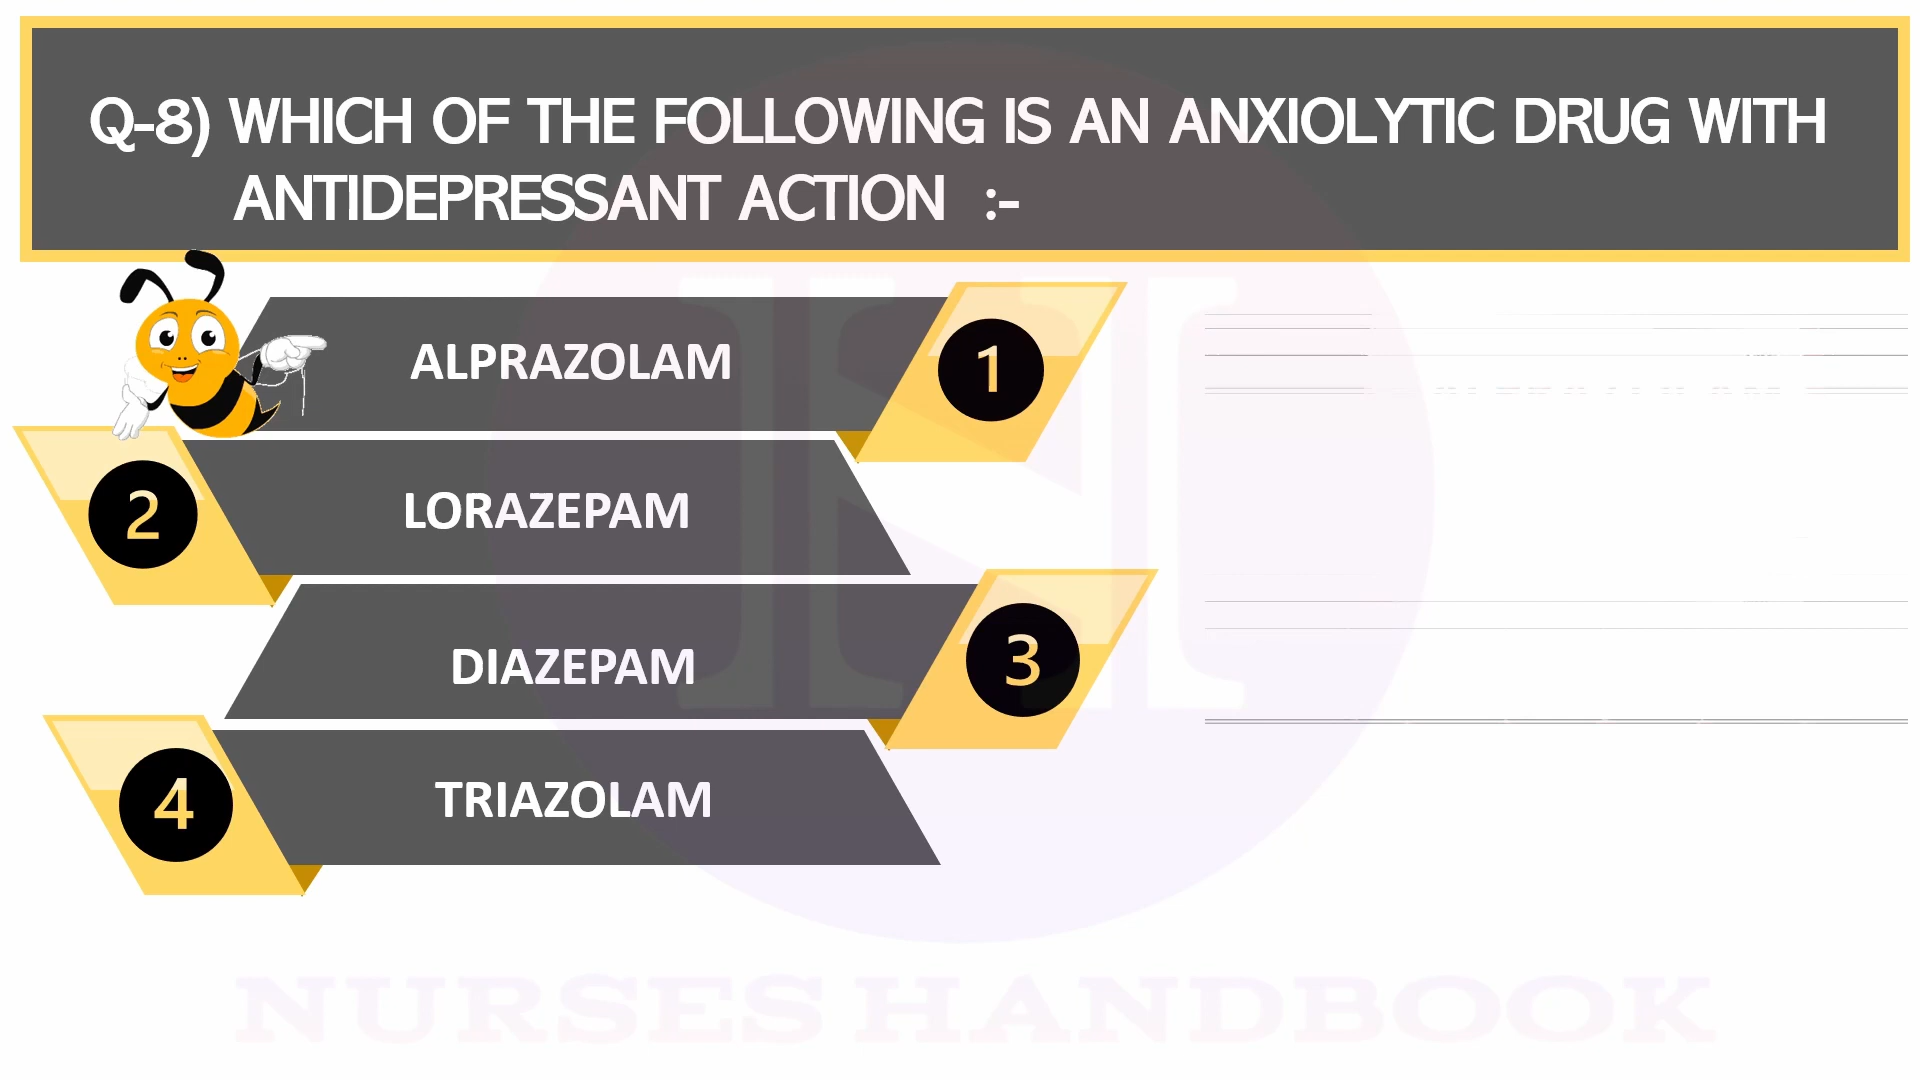 Q-8) WHICH OF THE FOLLOWING IS AN ANXIOLYTIC DRUG WITH
ANTIDEPRESSANT ACTION :-
ALPRAZOLAM
1
2
LORAZEPAM
DIAZEPAM
3
4
TRIAZOLAM
N
NURSES HANDBOOK